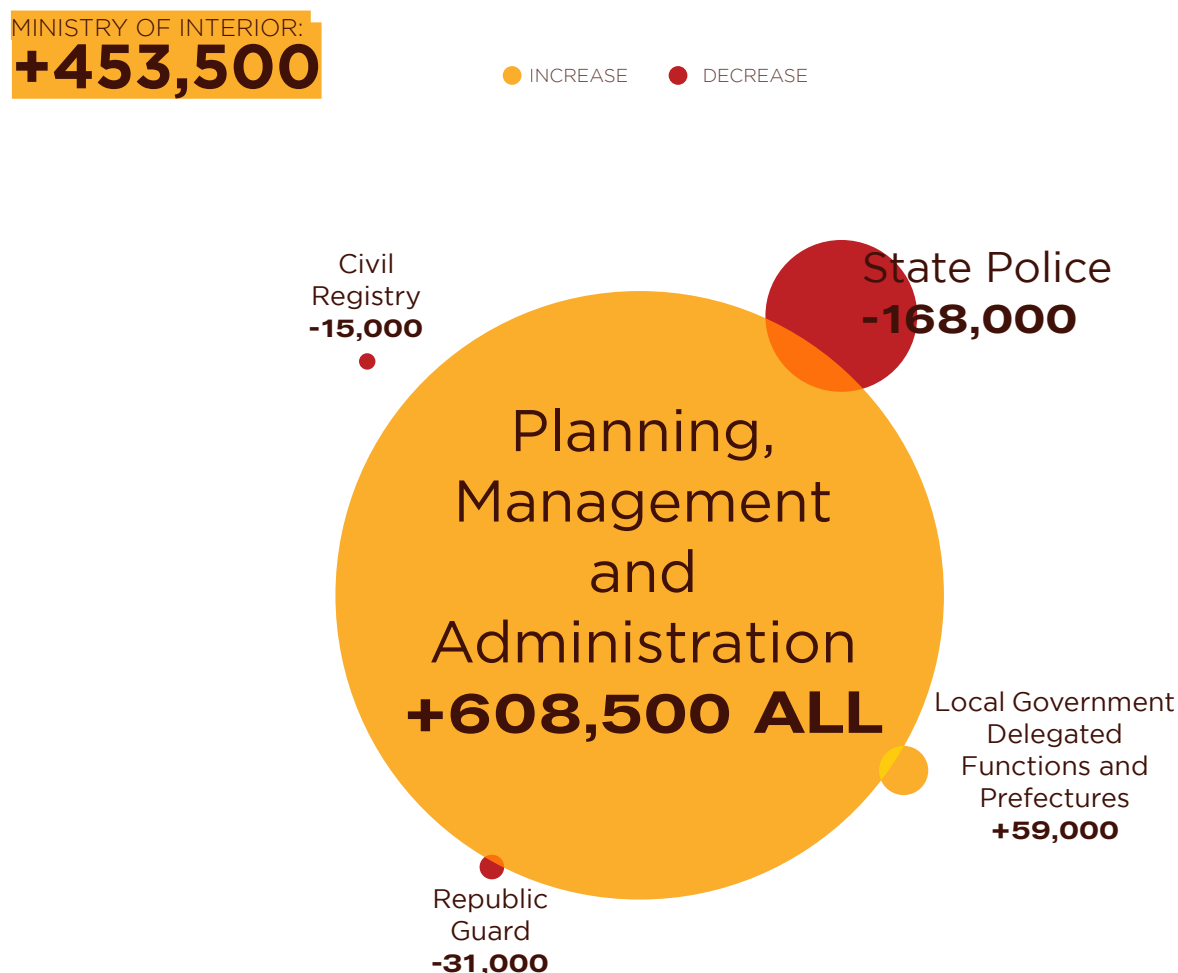 MINISTRY OF INTERIOR:
+453,500
INCREASE
DECREASE
Civil
Registry
-15,000
State Police
-168,000
Planning,
Management
and
Administration
+608,500 ALL
Local Government
Delegated
Functions and
Prefectures
+59,000
Republic
Guard
-31,000